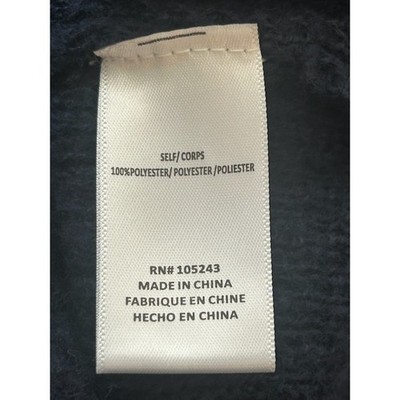 SELF/ CORPS
100%POLYESTER/ POLYESTER /POLIESTER
RN# 105243
MADE IN CHINA
FABRIQUE EN CHINE
HECHO EN CHINA